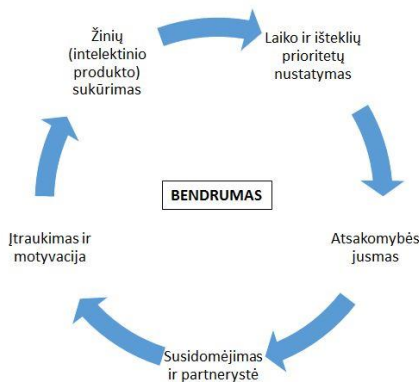 Žinių
(intelektinio
produkto)
sukūrimas
Laiko ir išteklių
prioritetų
nustatymas
BENDRUMAS
Įtraukimas ir
motyvacija
Atsakomybės
jusmas
Susidomėjimas
ir partnerystė